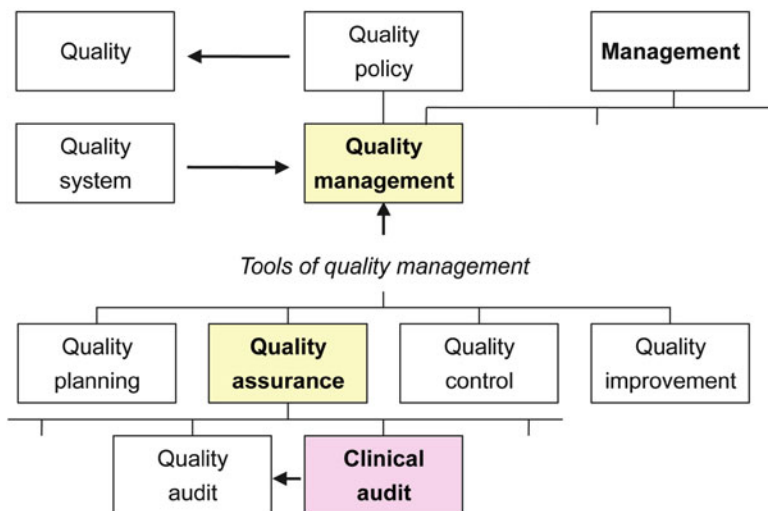 Quality
Quality
policy
Management
Quality
system
Quality
management
Tools of quality management
Quality
planning
Quality
assurance
Quality
control
Quality
improvement
Quality
audit
Clinical
audit